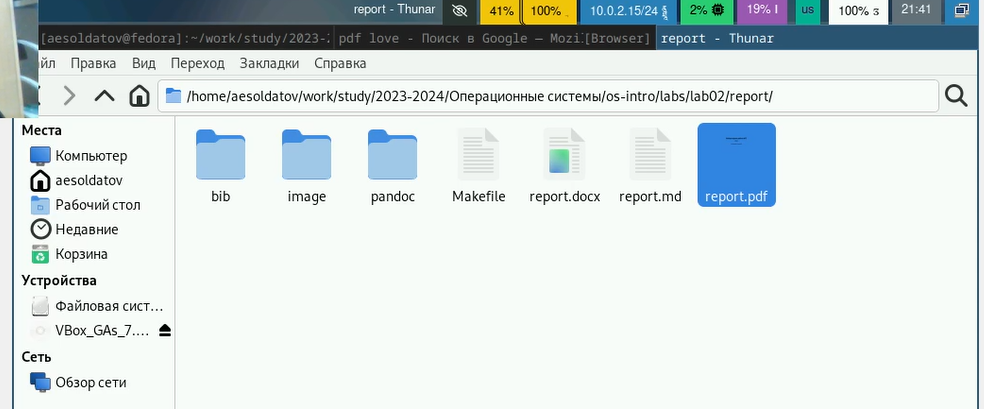 report - Thunar 41% 100% 10.0.2.15/24 2% 19% us 100% 21:41
[aesoldatov@fedora]:~/work/study/2023-2 pdf love - Поиск в Google — Mozi [Browser] report - Thunar
йл Правка Вид Переход Закладки Справка
/home/aesoldatov/work/study/2023-2024/Операционные системы/os-intro/labs/lab02/report/
Места
Компьютер
aesoldatov
Рабочий стол
Недавние
Корзина
Устройства
Файловая сист...
VBox_GAs_7....
Сеть
Обзор сети
bib image pandoc Makefile report.docx report.md report.pdf